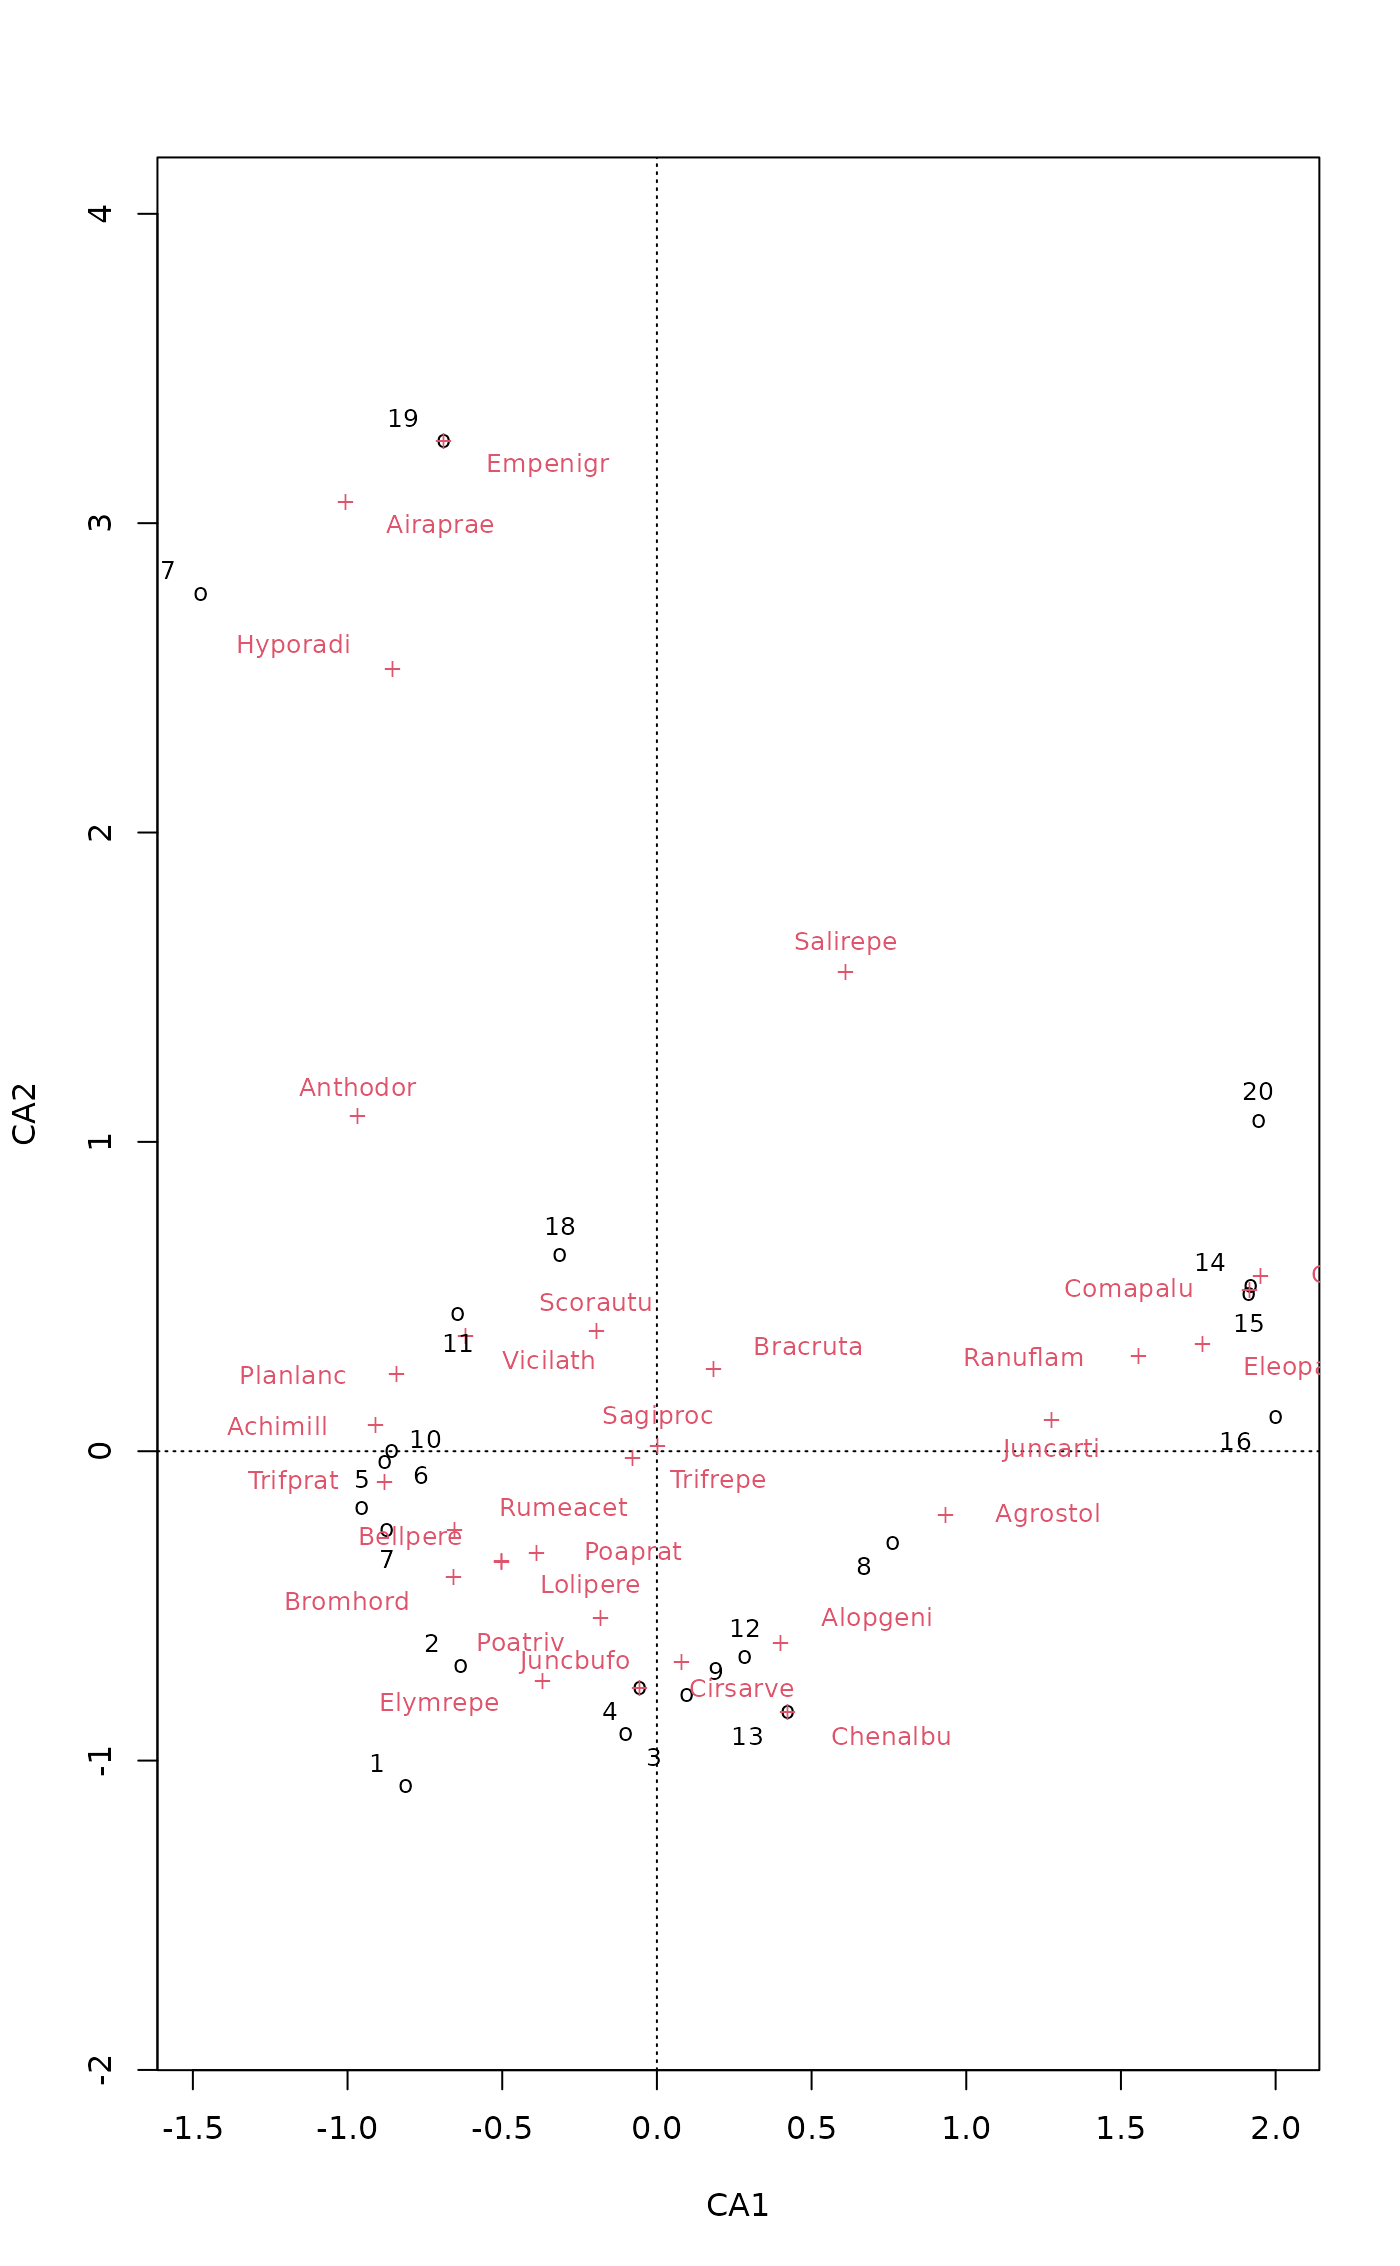 4
19
Empenigr
Airaprae
3
7
Hyporadi
2
Salirepe
Anthodor
20
CA2
1
18
14
Scorautu
Comapalu
15
11
Bracruta
Vicilath
Ranuflam
Eleopa
Planlanc
Sagiproc
Achimill
10
16
0
Juncarti
5
6
Trifprat
Trifrepe
Rumeacet
Agrostol
Bellpere
Poaprat
7
8
Lolipere
Bromhord
Alopgeni
12
2
Poatriv
Juncbufo
9
Cirsarve
Elymrepe
4
13
Chenalbu
3
1
-1
-2
-1.5 -1.0 -0.5 0.0 0.5 1.0 1.5 2.0
CA1